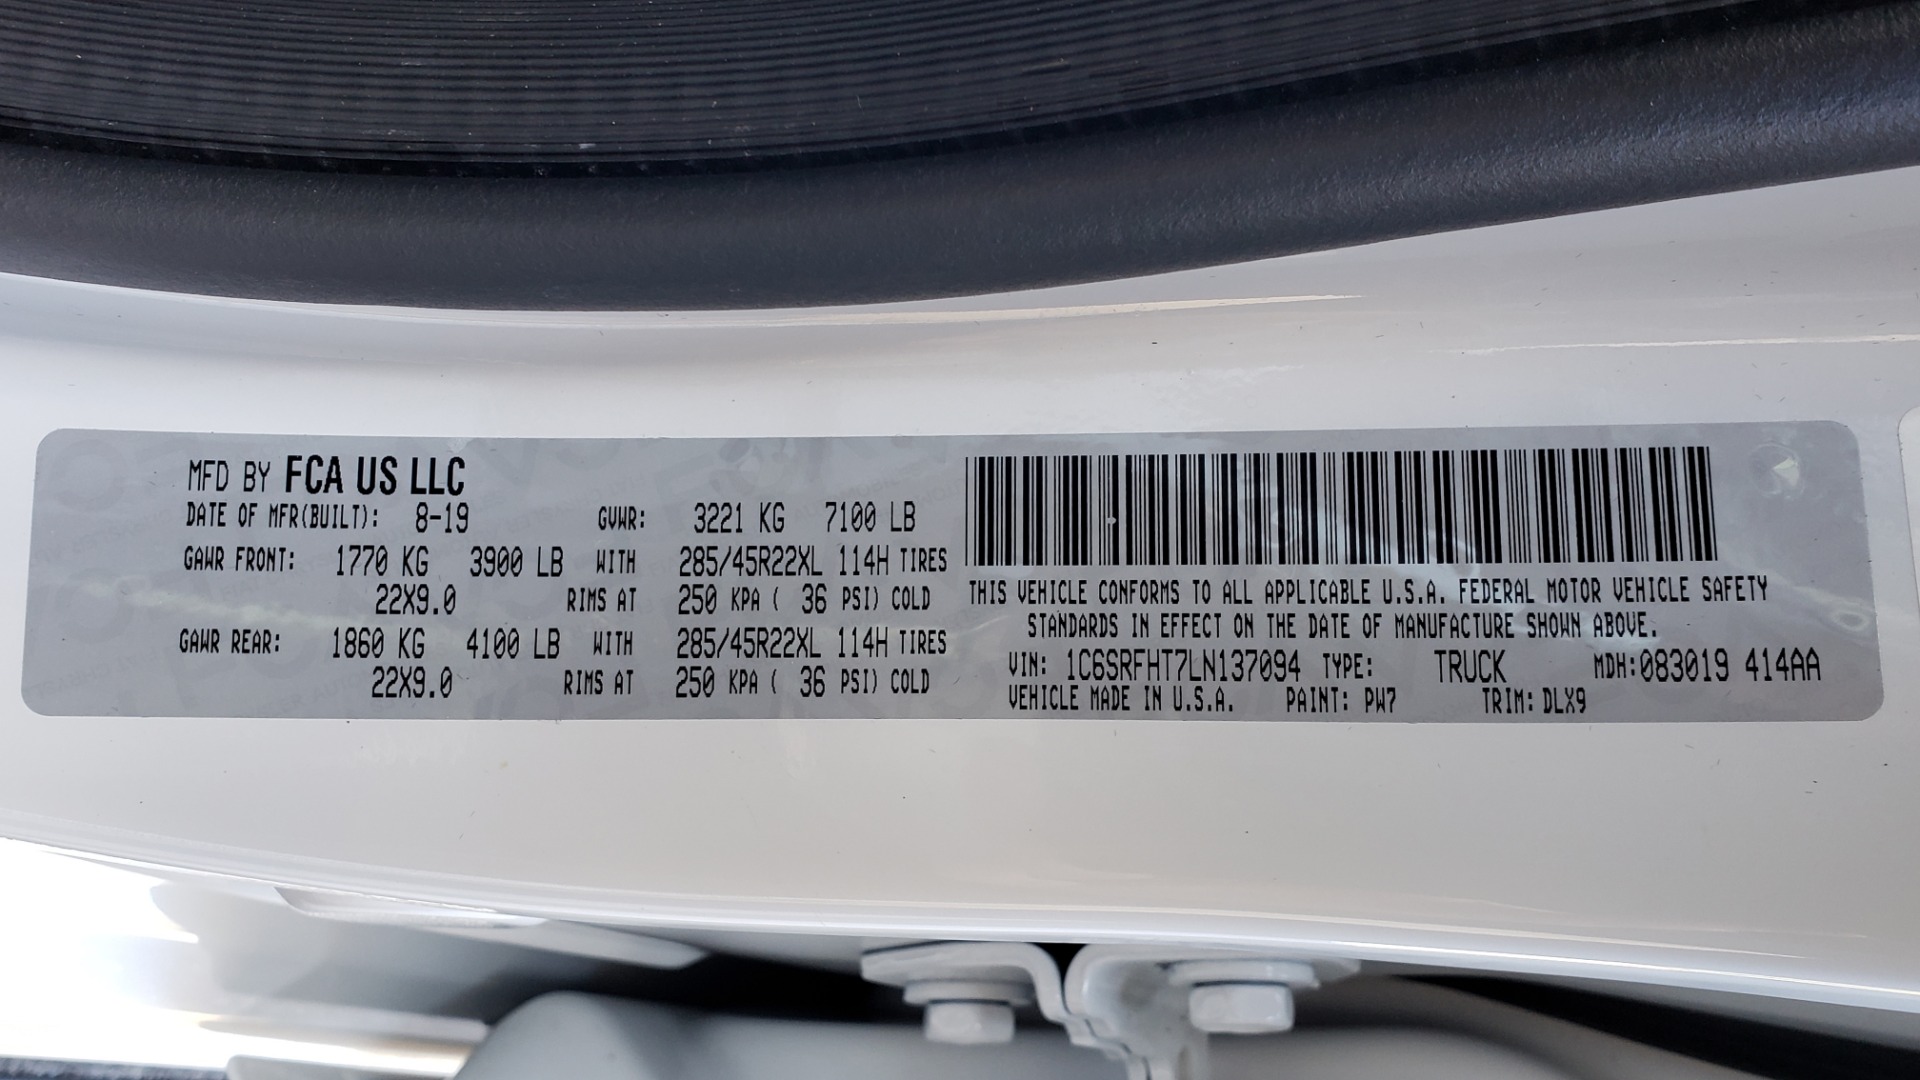 MFD BY FCA US LLC
DATE OF MFR(BUILT): 8-19 GVWR: 3221 KG 7100 LB
GAWR FRONT: 1770 KG 3900 LB WITH 285/45R22XL 114H TIRES
22X9.0 RIMS AT 250 KPA ( 36 PSI) COLD
GAWR REAR: 1860 KG 4100 LB WITH 285/45R22XL 114H TIRES
22X9.0 RIMS AT 250 KPA ( 36 PSI) COLD
THIS VEHICLE CONFORMS TO ALL APPLICABLE U.S.A. FEDERAL MOTOR VEHICLE SAFETY
STANDARDS IN EFFECT ON THE DATE OF MANUFACTURE SHOWN ABOVE.
VIN: 1C6SRFHT7LN137094 TYPE: TRUCK MDH:083019 414AA
VEHICLE MADE IN U.S.A. PAINT: PW7 TRIM: DLX9